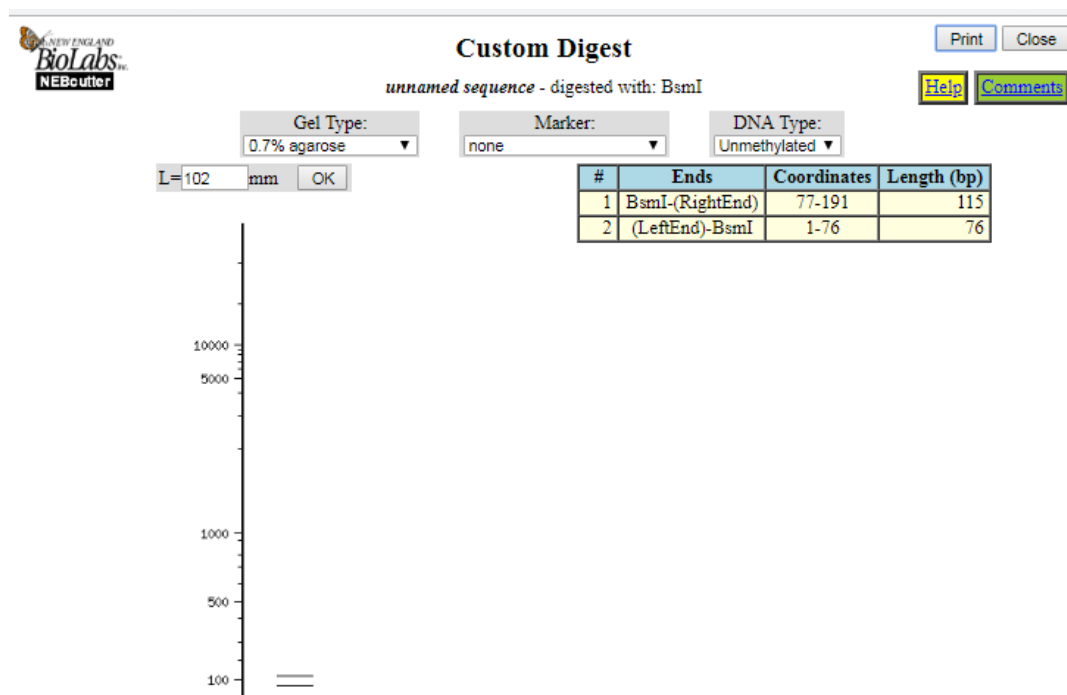 NEW ENGLAND
BioLabs Inc.
NEBcutter
Custom Digest
Print Close
unnamed sequence - digested with: BsmI
Help Comments
Gel Type: Marker: DNA Type:
0.7% agarose none Unmethylated
L= 102 mm OK
# Ends Coordinates Length (bp)
1 BsmI-(RightEnd) 77-191 115
2 (LeftEnd)-BsmI 1-76 76
10000
5000
1000
500
100